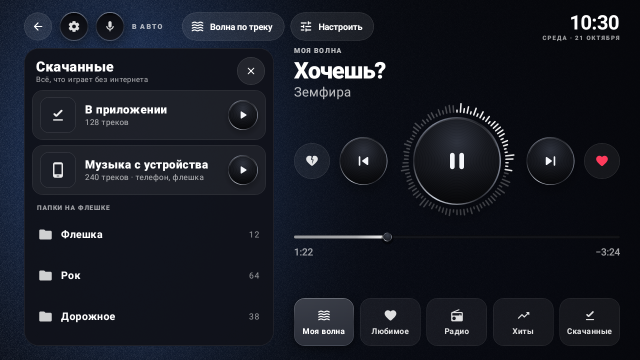 В АВТО
Волна по треку
Настроить
10:30
СРЕДА · 21 ОКТЯБРЯ
Скачанные
Всё, что играет без интернета
В приложении
128 треков
Музыка с устройства
240 треков · телефон, флешка
ПАПКИ НА ФЛЕШКЕ
Флешка 12
Рок 64
Дорожное 38
МОЯ ВОЛНА
Хочешь?
Земфира
1:22
−3:24
Моя волна
Любимое
Радио
Хиты
Скачанные